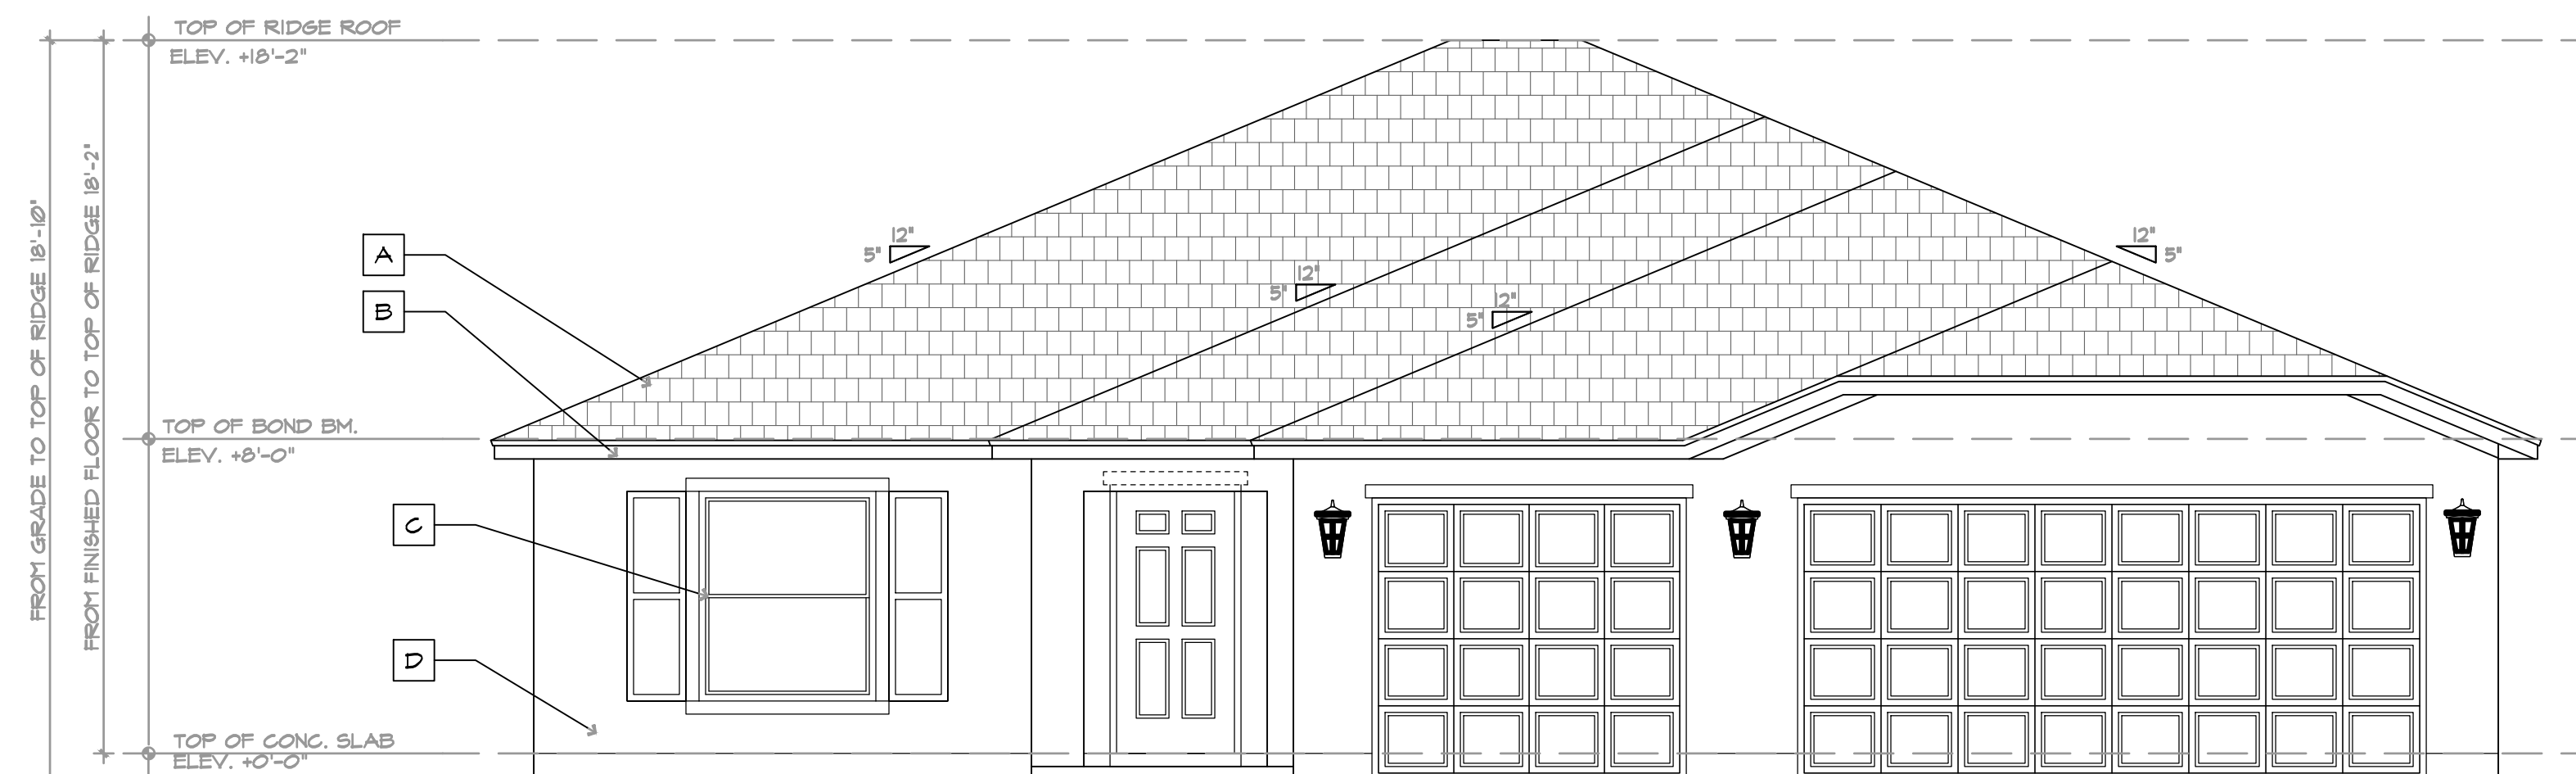 TOP OF RIDGE ROOF
ELEV. +18'-2"
FROM GRADE TO TOP OF RIDGE 18'-10"
FROM FINISHED FLOOR TO TOP OF RIDGE 18'-2"
12"
5"
12"
5"
A
12"
5"
B
12"
5"
TOP OF BOND BM.
ELEV. +8'-0"
C
D
TOP OF CONC. SLAB
ELEV. +0'-0"